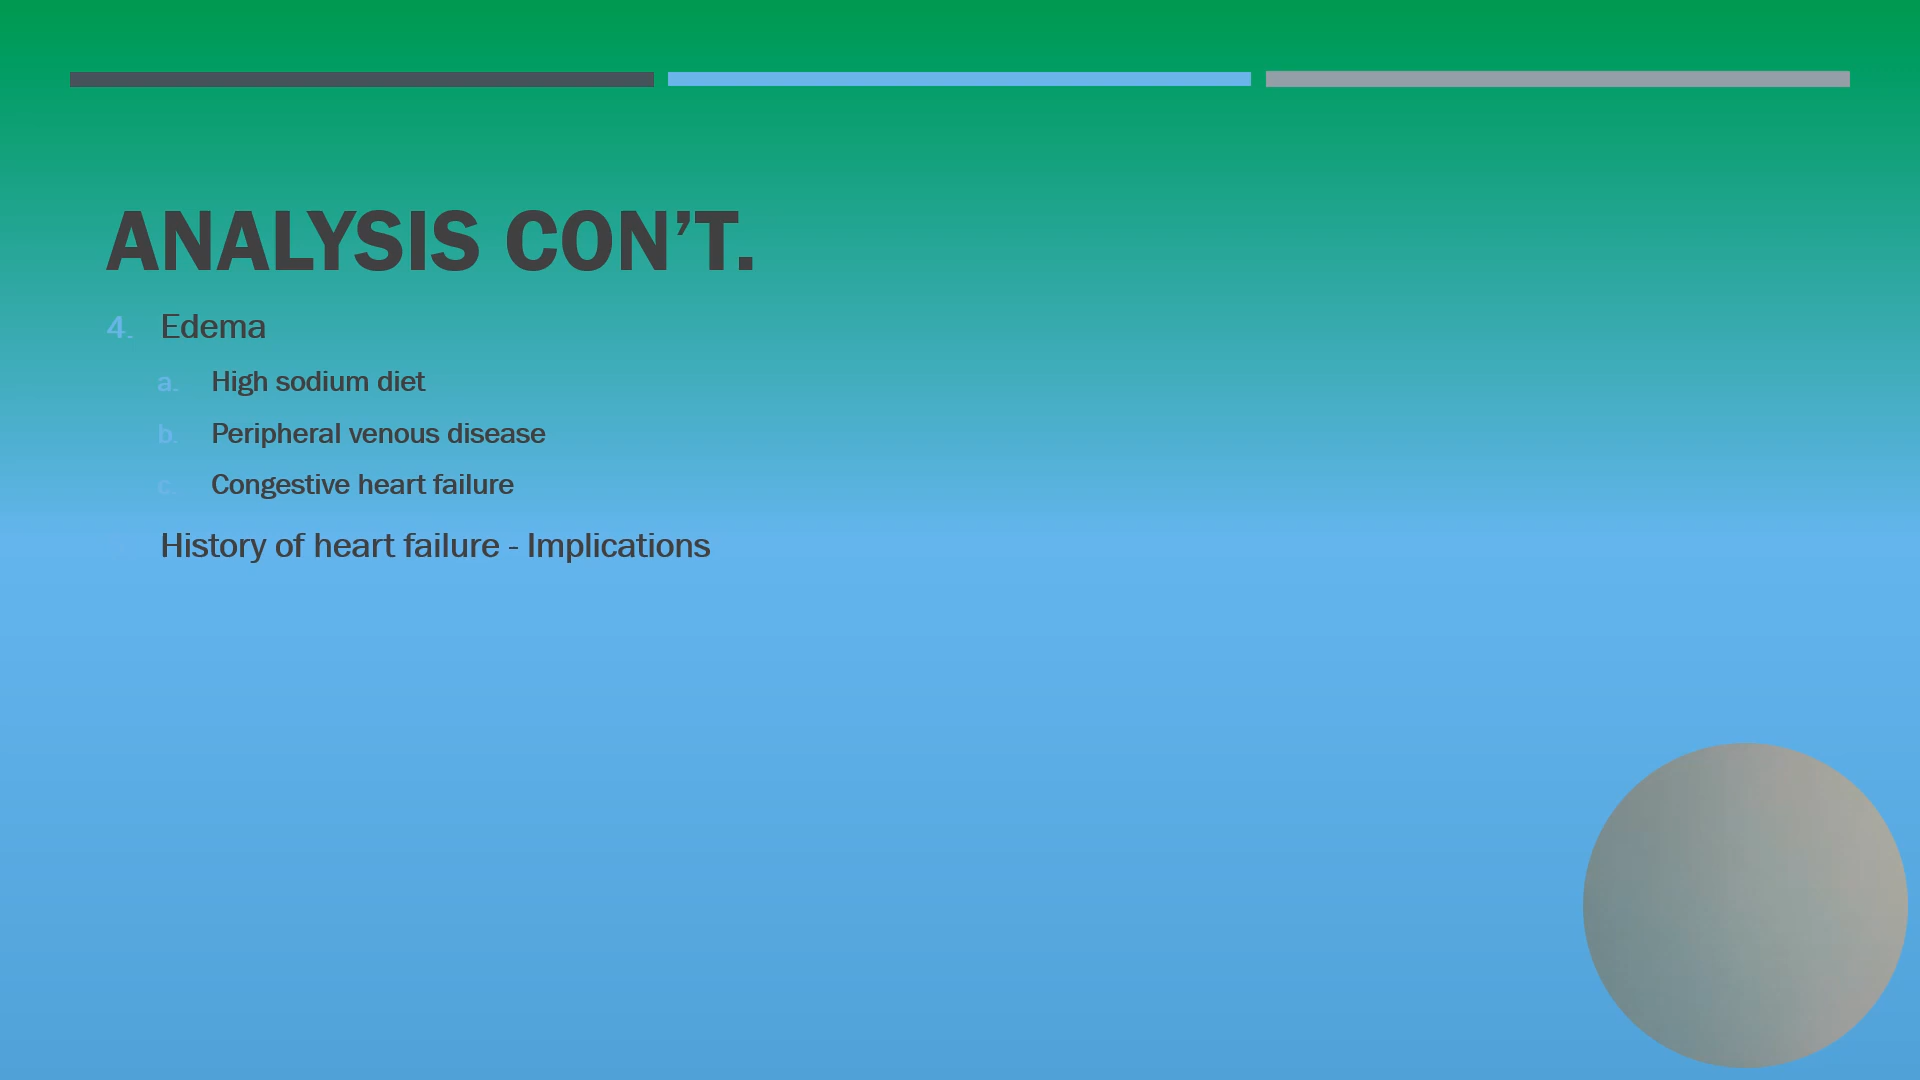 ANALYSIS CON’T.
4. Edema
a. High sodium diet
b. Peripheral venous disease
c. Congestive heart failure
History of heart failure - Implications